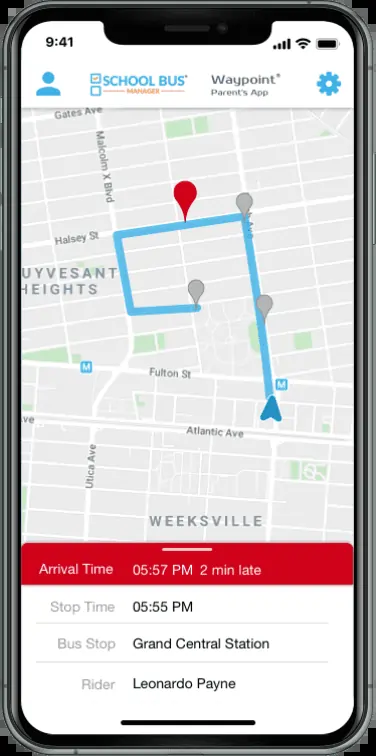 9:41
SCHOOL BUS
MANAGER
Waypoint
Parent's App
Gates Ave
Malcolm X Blvd
Halsey St
UYVESANT
HEIGHTS
M
Fulton St
M
ve
Atlantic Ave
Utica Ave
WEEKSVILLE
Arrival Time 05:57 PM 2 min late
Stop Time 05:55 PM
Bus Stop Grand Central Station
Rider Leonardo Payne